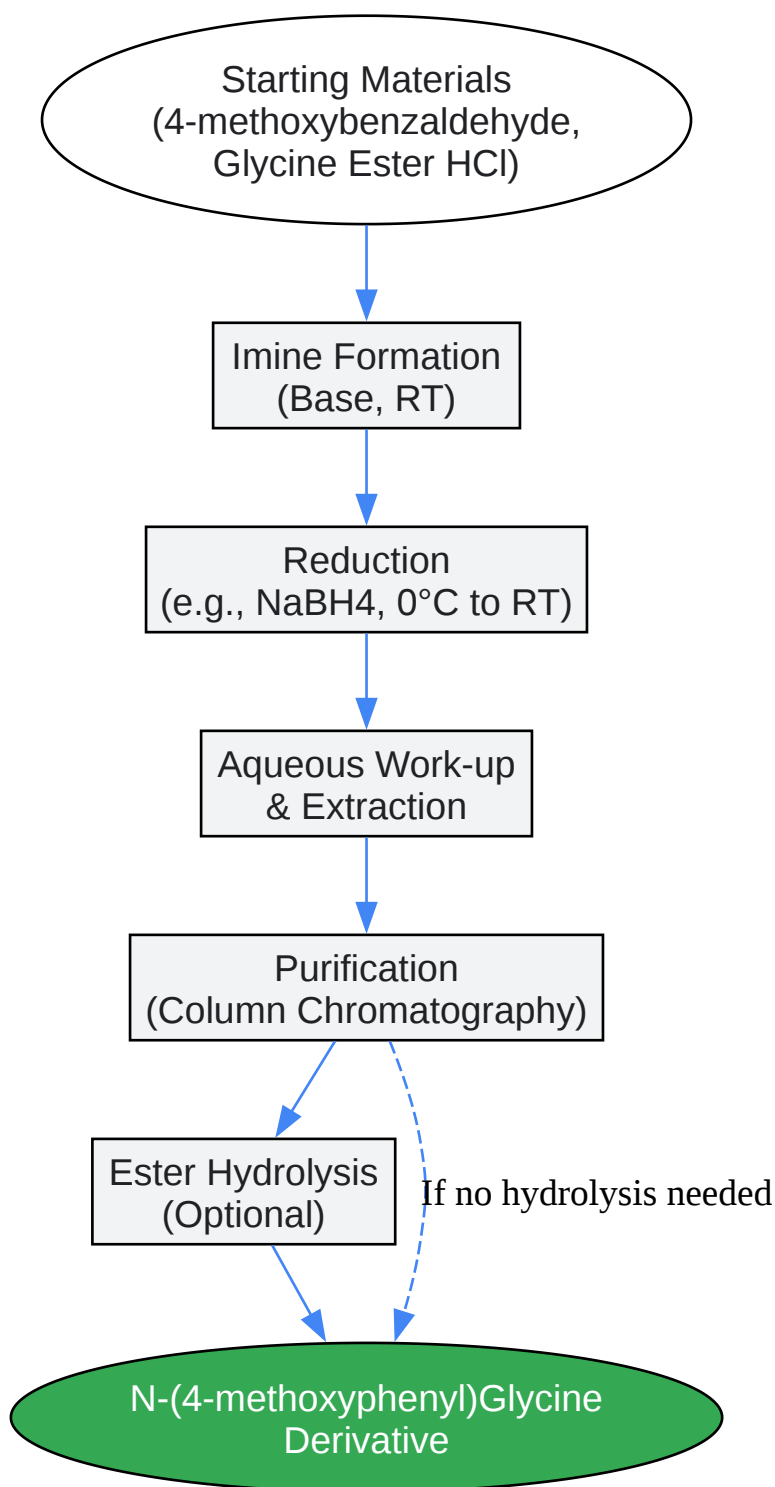 Starting Materials
(4-methoxybenzaldehyde,
Glycine Ester HCl)
Imine Formation
(Base, RT)
Reduction
(e.g., NaBH4, 0°C to RT)
Aqueous Work-up
& Extraction
Purification
(Column Chromatography)
Ester Hydrolysis
(Optional)
If no hydrolysis needed
N-(4-methoxyphenyl)Glycine
Derivative